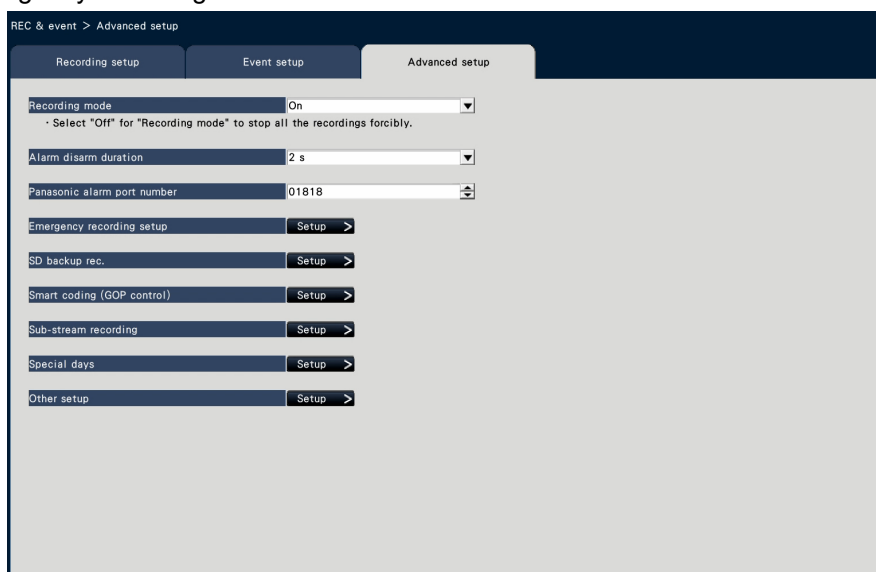 REC & event > Advanced setup
Recording setup Event setup Advanced setup
Recording mode On
· Select "Off" for "Recording mode" to stop all the recordings forcibly.
Alarm disarm duration 2 s
Panasonic alarm port number 01818
Emergency recording setup Setup >
SD backup rec. Setup >
Smart coding (GOP control) Setup >
Sub-stream recording Setup >
Special days Setup >
Other setup Setup >